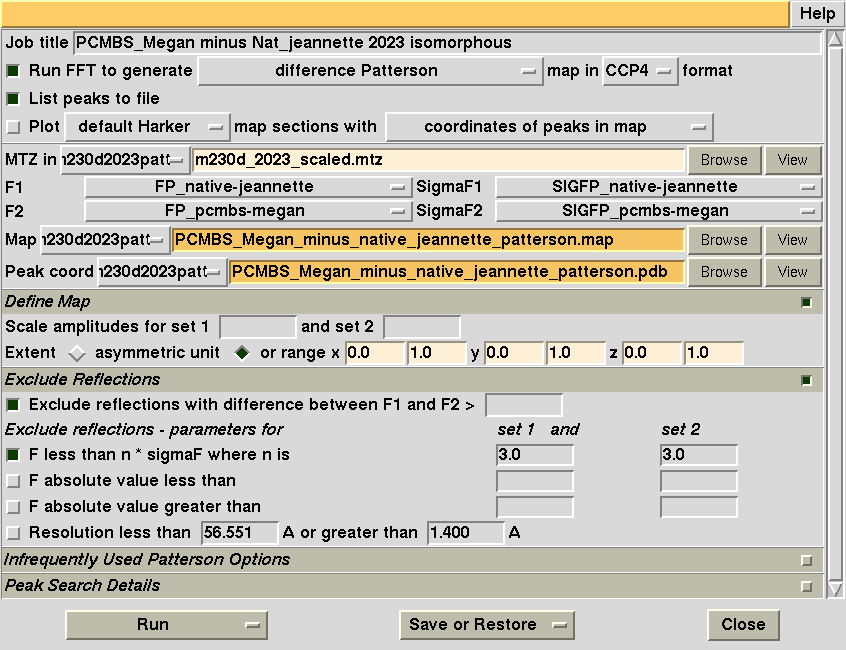 Help
Job title PCMBS_Megan minus Nat_jeannette 2023 isomorphous
Run FFT to generate difference Patterson map in CCP4 format
List peaks to file
Plot default Harker map sections with coordinates of peaks in map
MTZ in n230d2023patt m230d_2023_scaled.mtz Browse View
F1 FP_native-jeannette SigmaF1 SIGFP_native-jeannette
F2 FP_pcmbs-megan SigmaF2 SIGFP_pcmbs-megan
Map n230d2023patt PCMBS_Megan_minus_native_jeannette_patterson.map Browse View
Peak coord n230d2023patt PCMBS_Megan_minus_native_jeannette_patterson.pdb Browse View
Define Map
Scale amplitudes for set 1 and set 2
Extent asymmetric unit or range x 0.0 1.0 y 0.0 1.0 z 0.0 1.0
Exclude Reflections
Exclude reflections with difference between F1 and F2 >
Exclude reflections - parameters for set 1 and set 2
F less than n * sigmaF where n is 3.0 3.0
F absolute value less than
F absolute value greater than
Resolution less than 56.551 A or greater than 1.400 A
Infrequently Used Patterson Options
Peak Search Details
Run Save or Restore Close